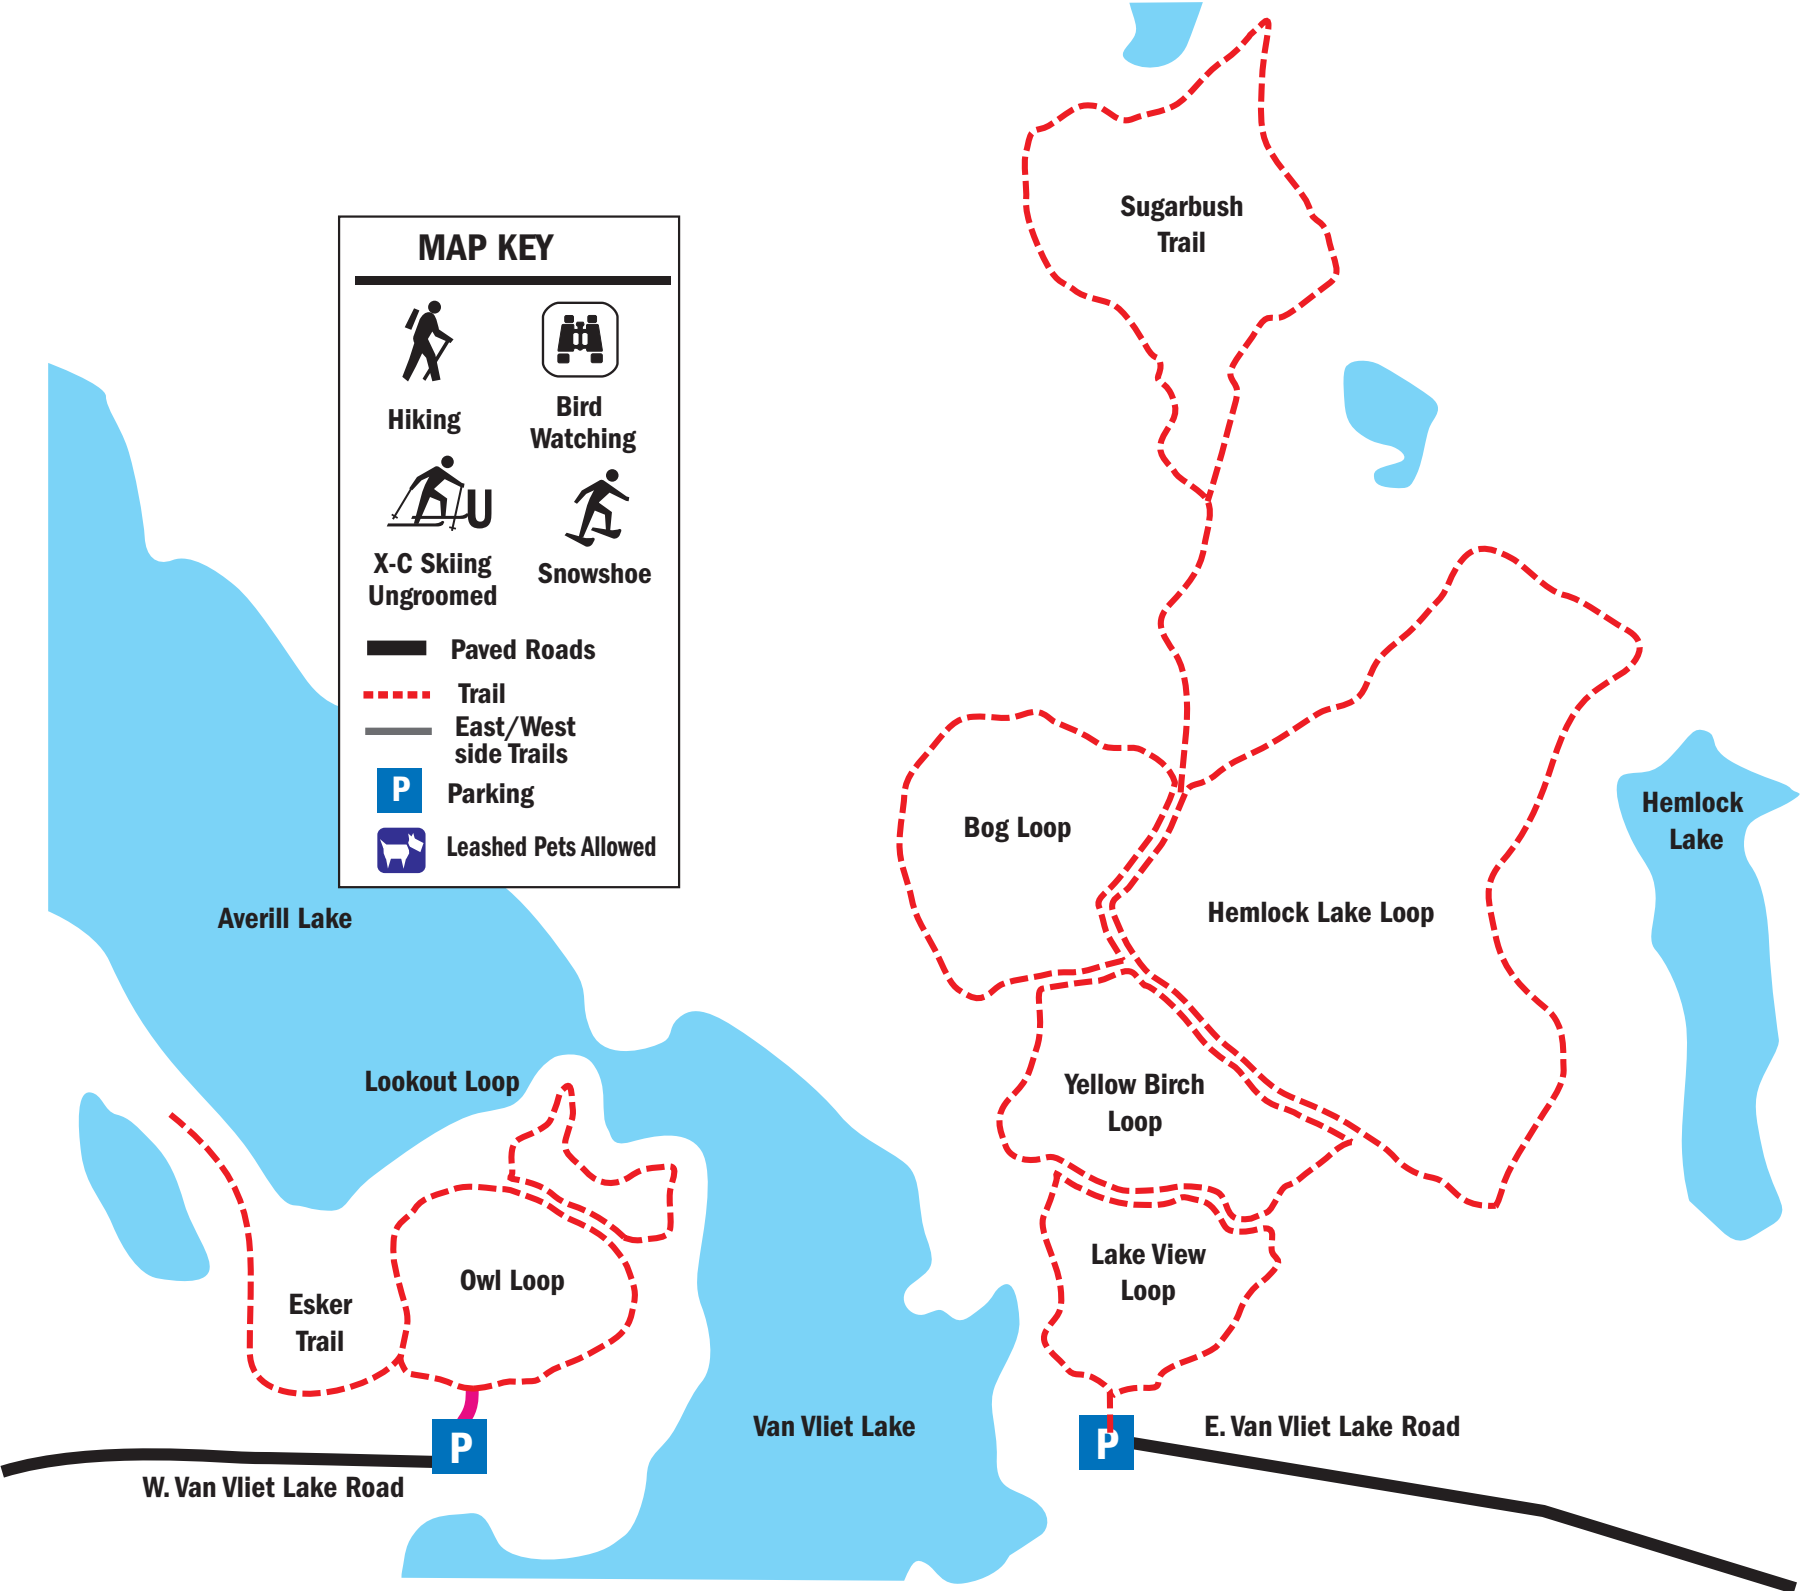 Sugarbush
Trail
MAP KEY
Hiking
Bird
Watching
U
X-C Skiing
Ungroomed
Snowshoe
Paved Roads
Trail
East/West
side Trails
P
Parking
Leashed Pets Allowed
Bog Loop
Hemlock
Lake
Hemlock Lake Loop
Averill Lake
Lookout Loop
Yellow Birch
Loop
Lake View
Loop
Owl Loop
Esker
Trail
Van Vliet Lake
E. Van Vliet Lake Road
P
P
W. Van Vliet Lake Road